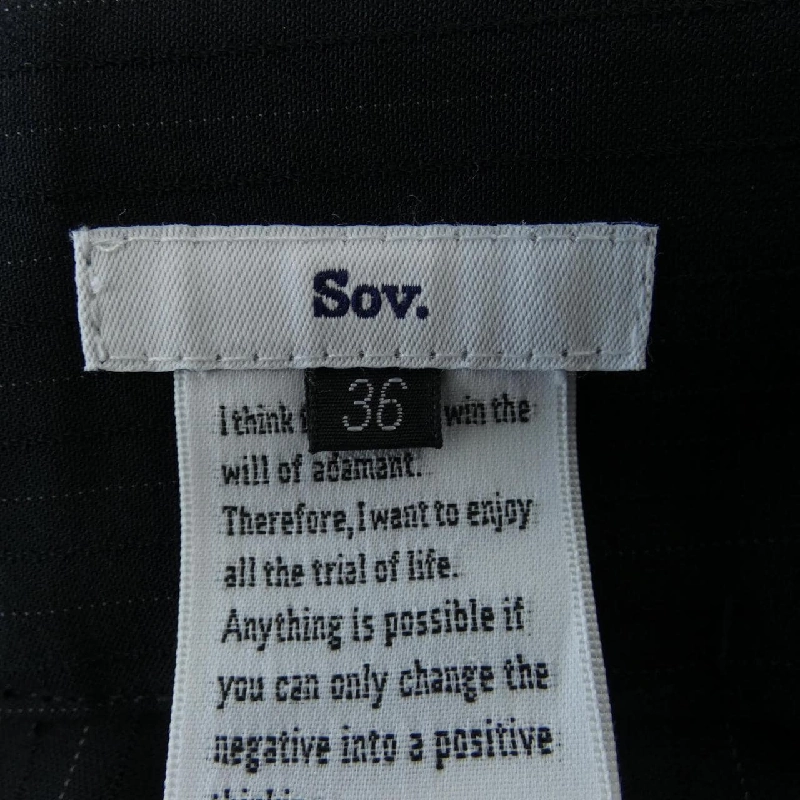 Sov.
36
I think win the
will of adamant.
Therefore, I want to enjoy
all the trial of life.
Anything is possible if
you can only change the
negative into a positive
thinking